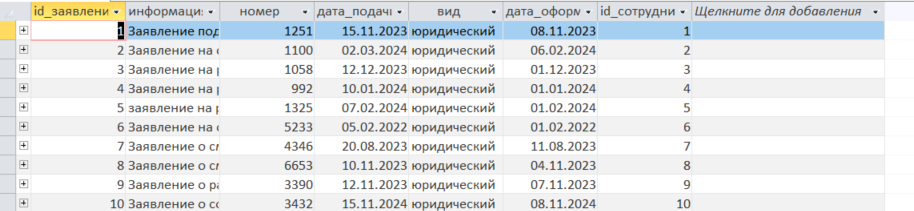 id_заявлени информация номер дата_подачи вид дата_оформ id_сотрудни Щелкните для добавления
1 Заявление под 1251 15.11.2023 юридический 08.11.2023 1
2 Заявление на с 1100 02.03.2024 юридический 06.02.2024 2
3 Заявление на р 1058 12.12.2023 юридический 01.12.2023 3
4 Заявление на р 992 10.01.2024 юридический 01.01.2024 4
5 заявление на р 1325 07.02.2024 юридический 01.02.2024 5
6 Заявление на с 5233 05.02.2022 юридический 01.02.2022 6
7 Заявление о сл 4346 20.08.2023 юридический 11.08.2023 7
8 Заявление о сл 6653 10.11.2023 юридический 04.11.2023 8
9 Заявление о ра 3390 12.11.2023 юридический 07.11.2023 9
10 Заявление о со 3432 15.11.2024 юридический 08.11.2024 10